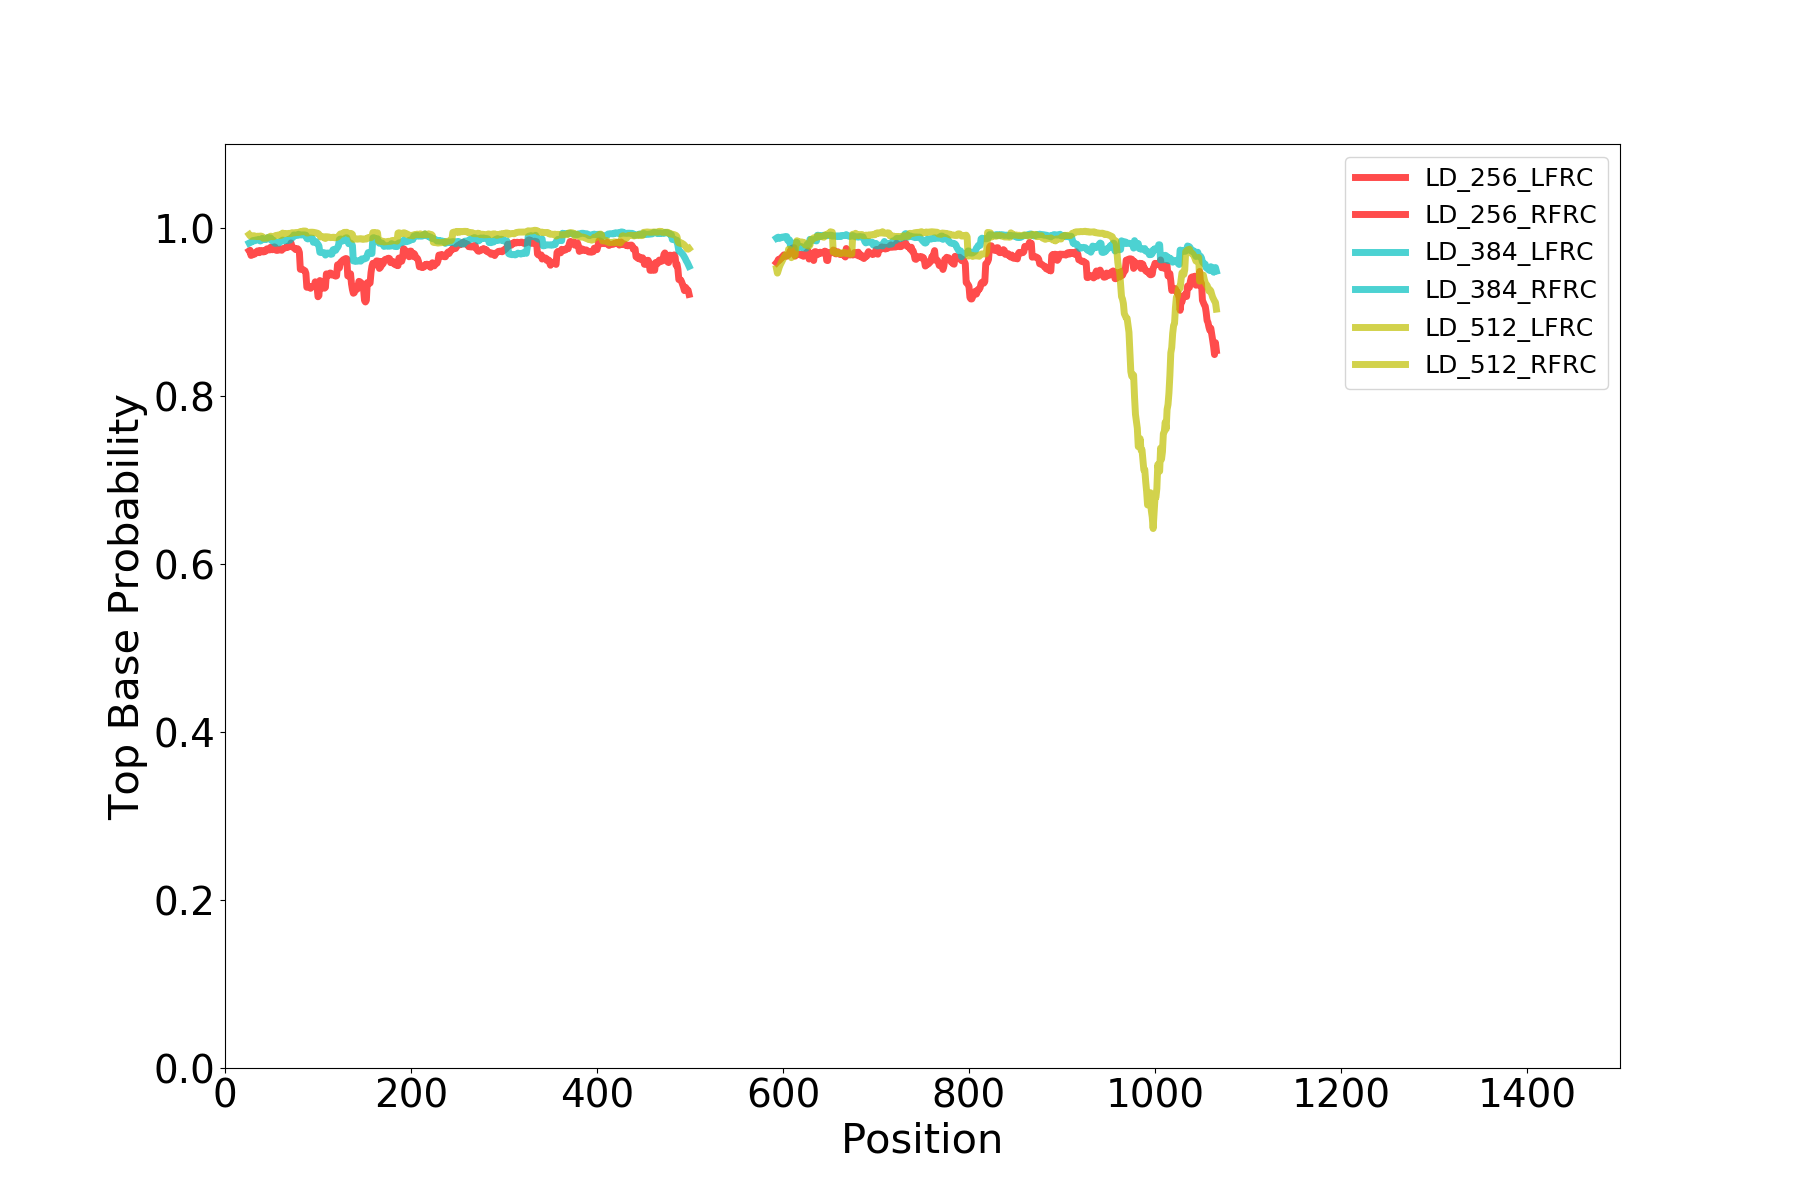 LD_256_LFRC
LD_256_RFRC
LD_384_LFRC
LD_384_RFRC
LD_512_LFRC
LD_512_RFRC
1.0
0.8
0.6
0.4
0.2
0.0
Top Base Probability
0 200 400 600 800 1000 1200 1400
Position